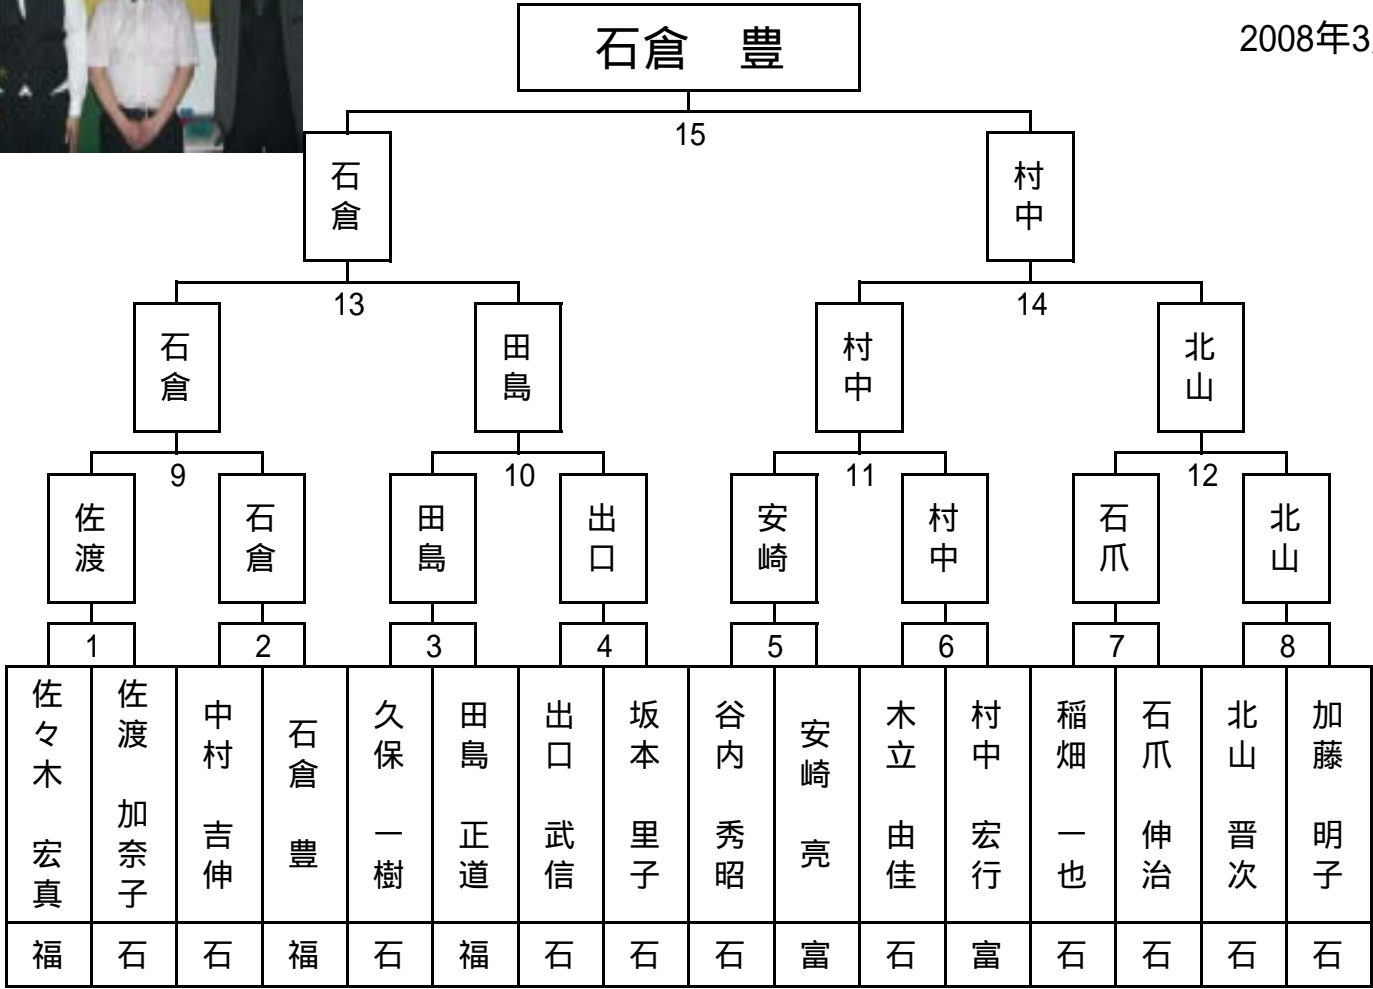 石倉　豊
2008年3
15
石倉
村中
13
14
石倉
田島
村中
北山
9
10
11
12
佐渡
石倉
田島
出口
安崎
村中
石爪
北山
1
2
3
4
5
6
7
8
佐々木　宏真
佐渡　加奈子
中村　吉伸
石倉　豊
久保　一樹
田島　正道
出口　武信
坂本　里子
谷内　秀昭
安崎　亮
木立　由佳
村中　宏行
稲畑　一也
石爪　伸治
北山　晋次
加藤　明子
福
石
石
福
石
福
石
石
石
富
石
富
石
石
石
石